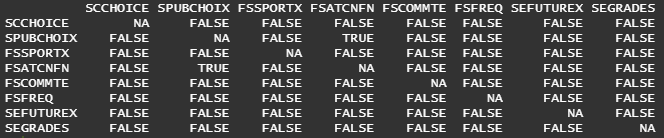 SCCHOICE SPUBCHOIX FSSPORTX FSATCNFN FSCOMMTE FSFREQ SEFUTUREX SEGRADES
SCCHOICE NA FALSE FALSE FALSE FALSE FALSE FALSE FALSE
SPUBCHOIX FALSE NA FALSE TRUE FALSE FALSE FALSE FALSE
FSSPORTX FALSE FALSE NA FALSE FALSE FALSE FALSE FALSE
FSATCNFN FALSE TRUE FALSE NA FALSE FALSE FALSE FALSE
FSCOMMTE FALSE FALSE FALSE FALSE NA FALSE FALSE FALSE
FSFREQ FALSE FALSE FALSE FALSE FALSE NA FALSE FALSE
SEFUTUREX FALSE FALSE FALSE FALSE FALSE FALSE NA FALSE
SEGRADES FALSE FALSE FALSE FALSE FALSE FALSE FALSE NA